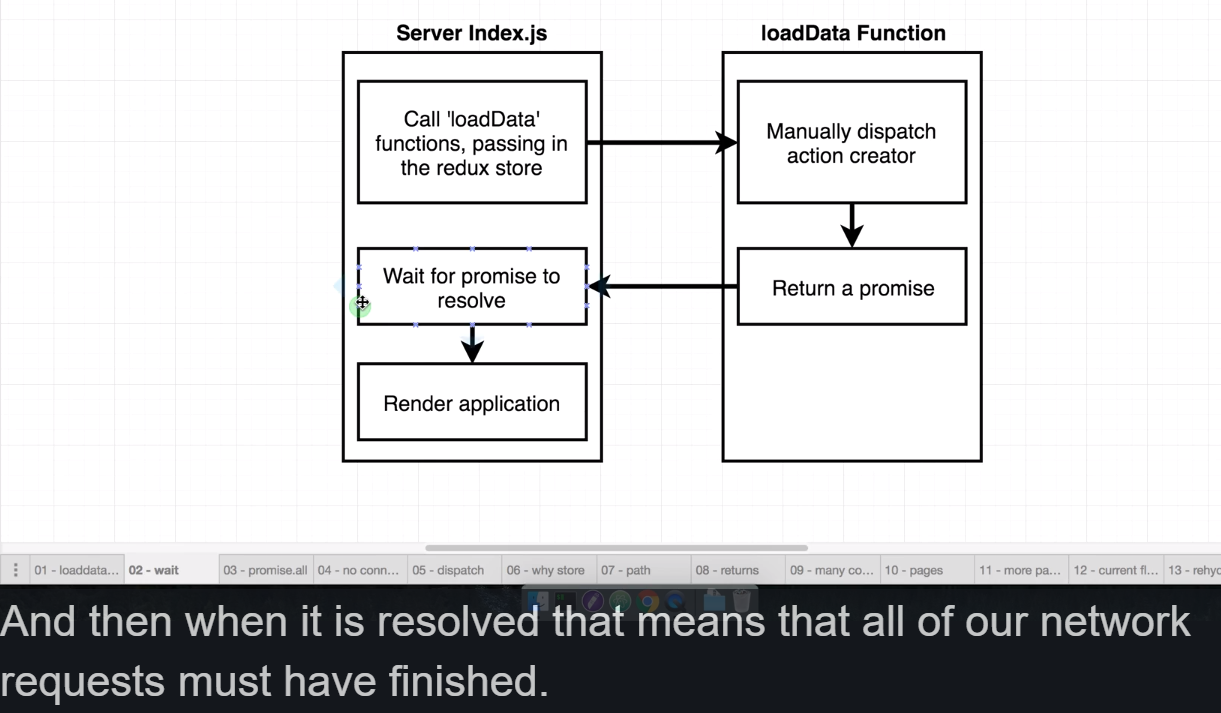 Server Index.js
loadData Function
Call 'loadData'
functions, passing in
the redux store
Manually dispatch
action creator
Wait for promise to
resolve
Return a promise
Render application
01 - loaddata...
02 - wait
03 - promise.all
04 - no conn...
05 - dispatch
06 - why store
07 - path
08 - returns
09 - many co...
10 - pages
11 - more pa...
12 - current fl...
13 - rehyd
And then when it is resolved that means that all of our network
requests must have finished.